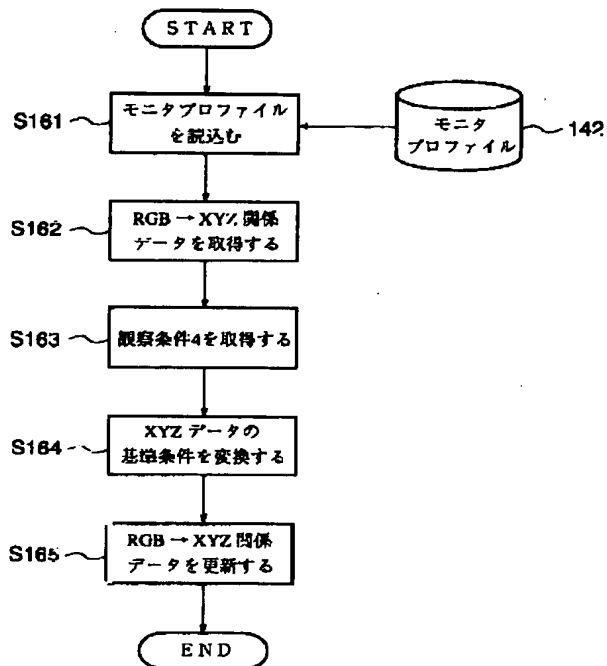 START
S161
モニタプロファイル
を読込む
モニタ
プロファイル
142
S162
RGB → XYZ 関係
データを取得する
S163
観察条件4を取得する
S164
XYZ データの
基準条件を変換する
S165
RGB → XYZ 関係
データを更新する
END